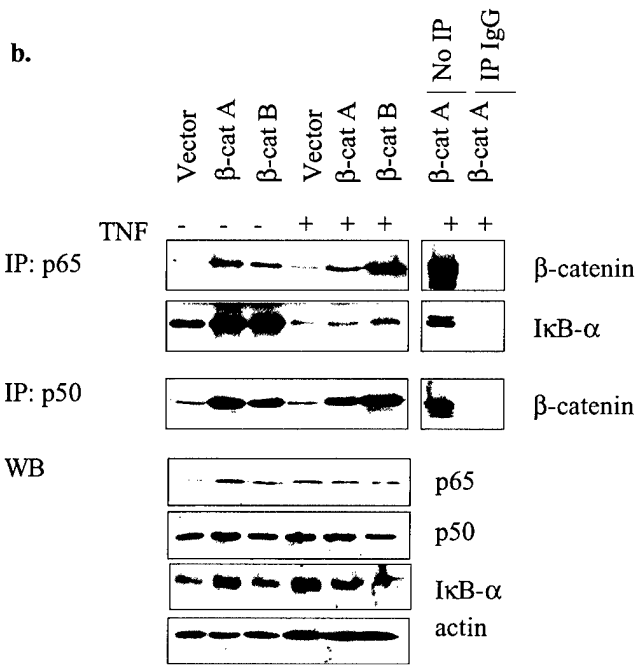 b.
No IP
IP IgG
Vector
β-cat A
β-cat B
Vector
β-cat A
β-cat B
β-cat A
β-cat A
TNF - - - + + + + +
IP: p65 β-catenin
IκB-α
IP: p50 β-catenin
WB p65
p50
IκB-α
actin